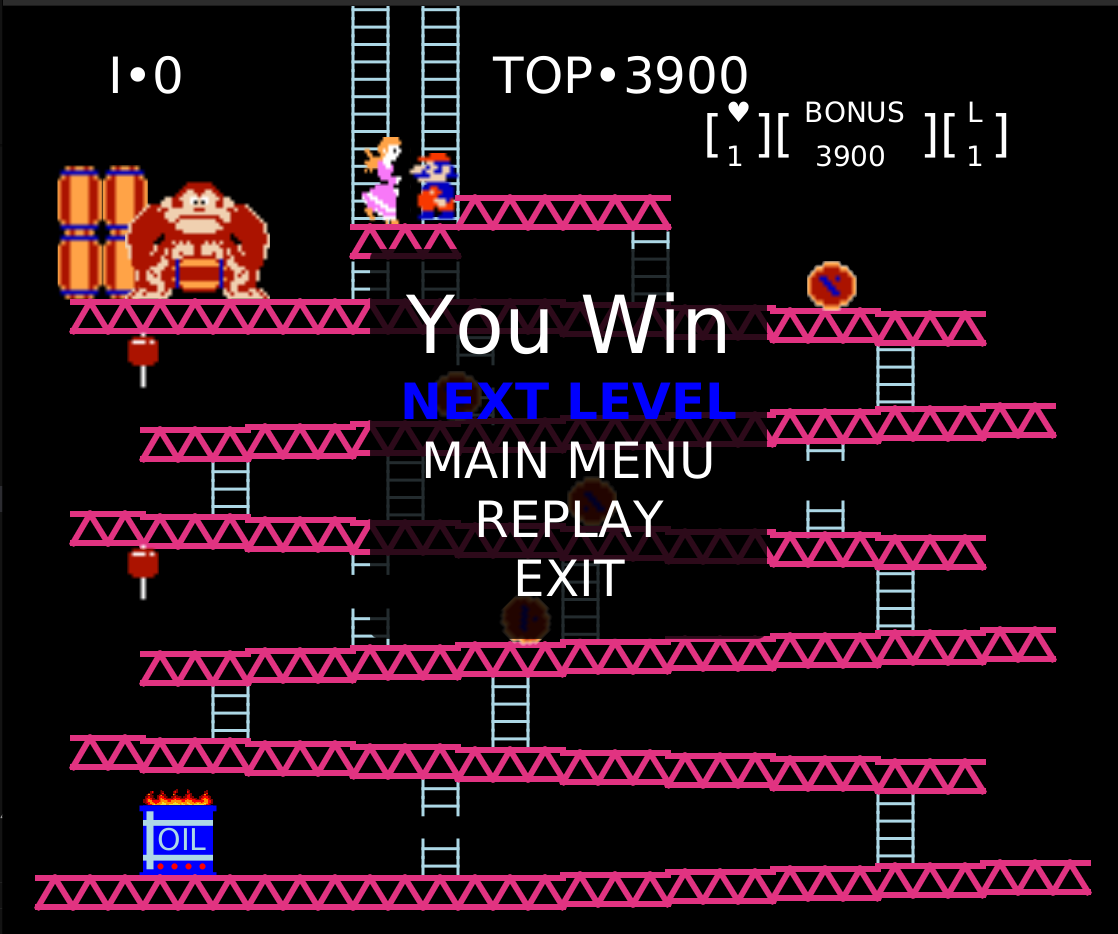 I•0
TOP•3900
[♥][BONUS][L]
[1][3900][1]
You Win
NEXT LEVEL
MAIN MENU
REPLAY
EXIT
OIL